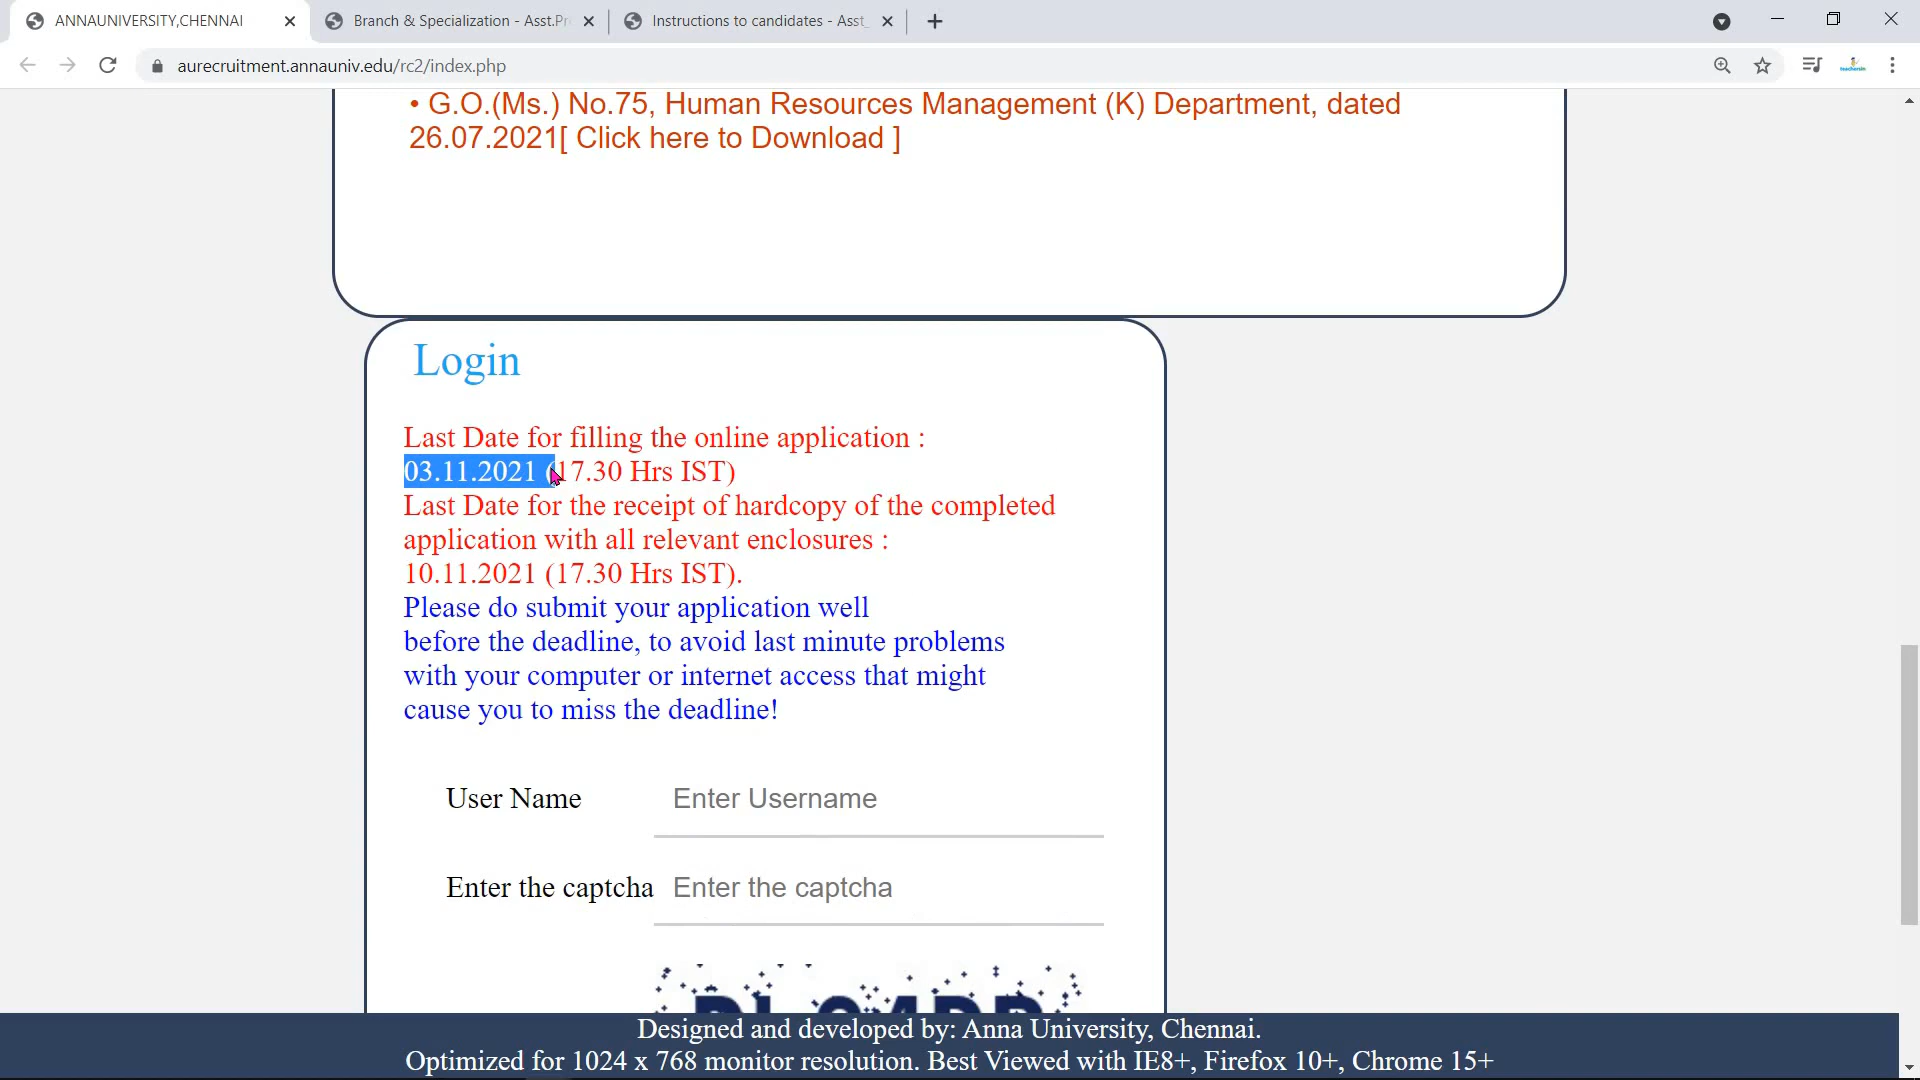 ANNAUNIVERSITY,CHENNAI
Branch & Specialization - Asst.Pr
Instructions to candidates - Asst_
aurecruitment.annauniv.edu/rc2/index.php
• G.O.(Ms.) No.75, Human Resources Management (K) Department, dated
26.07.2021[ Click here to Download ]
Login
Last Date for filling the online application :
03.11.2021 (17.30 Hrs IST)
Last Date for the receipt of hardcopy of the completed
application with all relevant enclosures :
10.11.2021 (17.30 Hrs IST).
Please do submit your application well
before the deadline, to avoid last minute problems
with your computer or internet access that might
cause you to miss the deadline!
User Name Enter Username
Enter the captcha Enter the captcha
Designed and developed by: Anna University, Chennai.
Optimized for 1024 x 768 monitor resolution. Best Viewed with IE8+, Firefox 10+, Chrome 15+